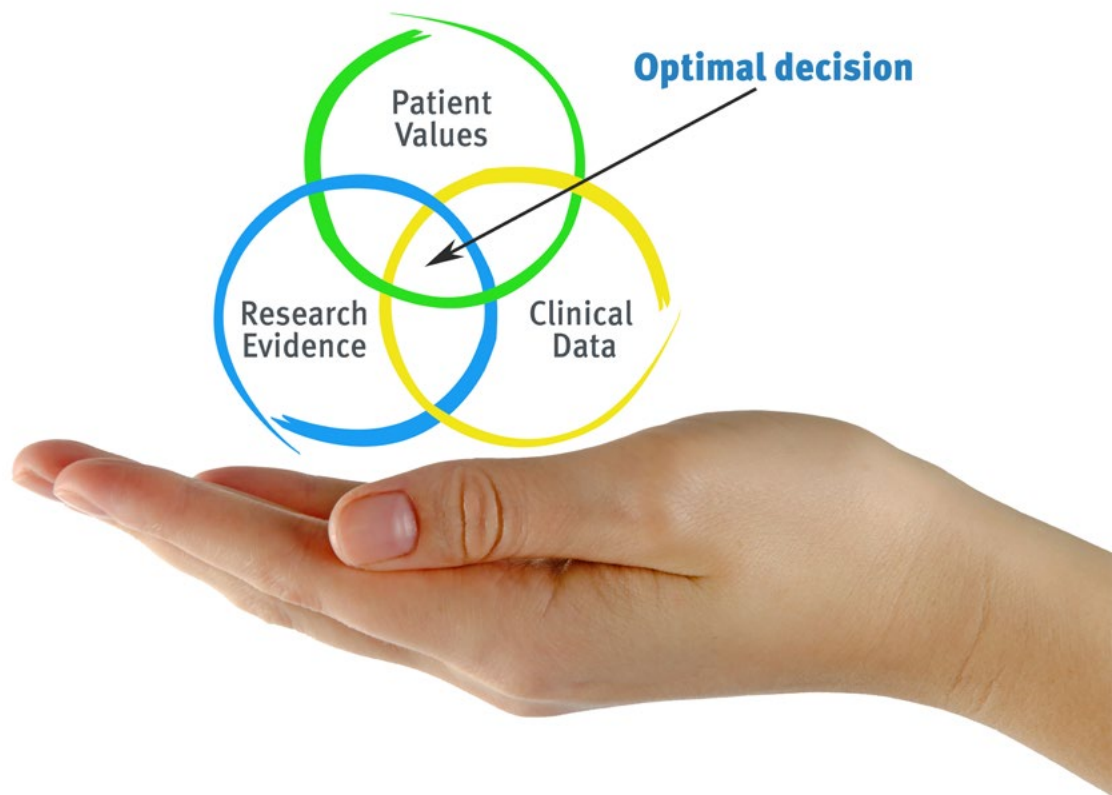 Optimal decision
Patient
Values
Research
Evidence
Clinical
Data